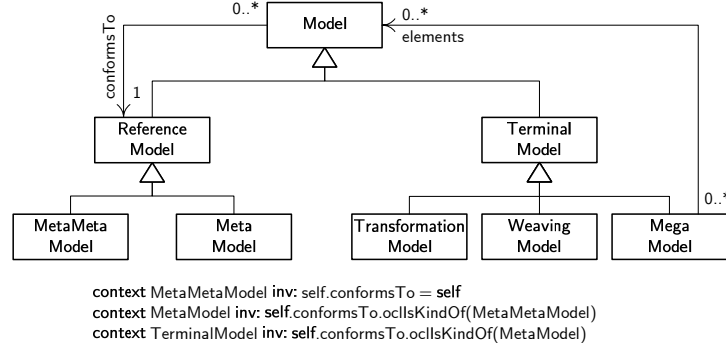 0..*
Model
0..*
elements
conformsTo
1
Reference
Model
Terminal
Model
0..*
MetaMeta
Model
Meta
Model
Transformation
Model
Weaving
Model
Mega
Model
context MetaMetaModel inv: self.conformsTo = self
context MetaModel inv: self.conformsTo.oclIsKindOf(MetaMetaModel)
context TerminalModel inv: self.conformsTo.oclIsKindOf(MetaModel)